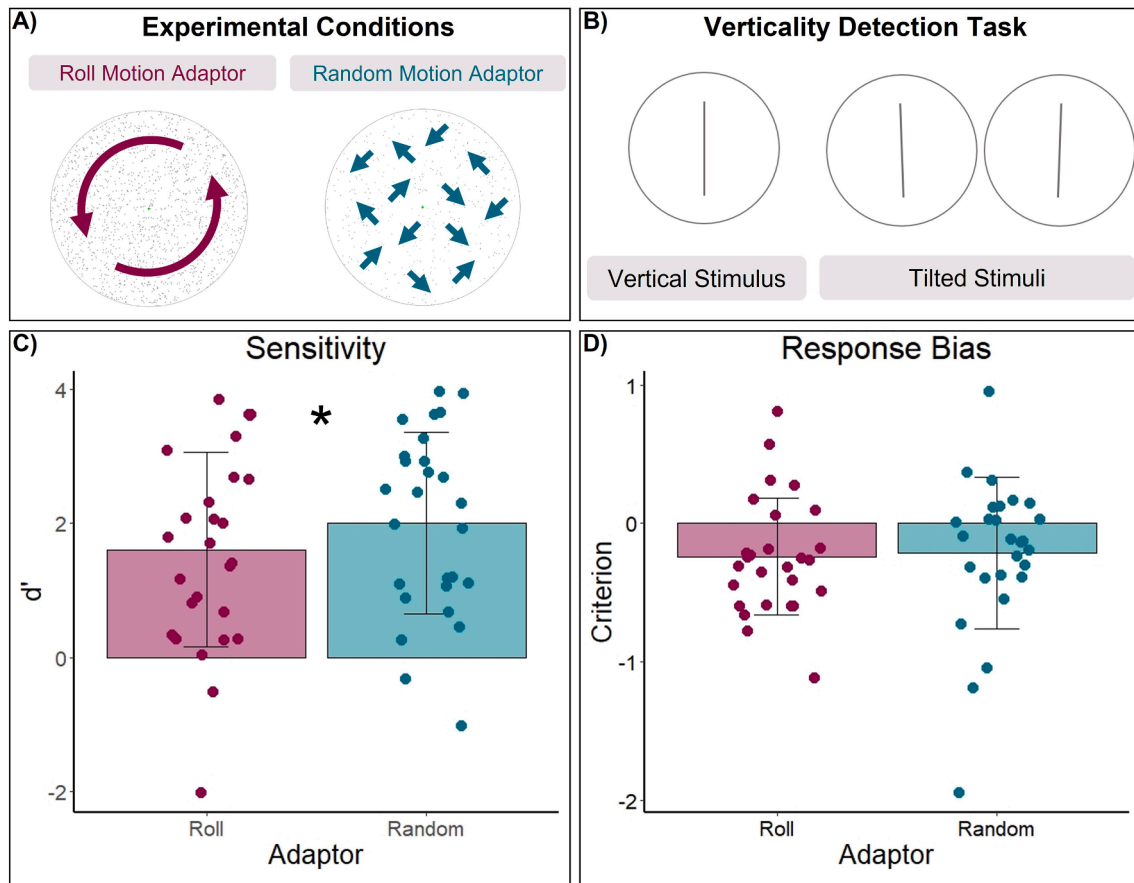 A)
Experimental Conditions
Roll Motion Adaptor
Random Motion Adaptor
B)
Verticality Detection Task
Vertical Stimulus
Tilted Stimuli
C)
Sensitivity
*
d'
4
2
0
-2
Roll
Random
Adaptor
D)
Response Bias
Criterion
1
0
-1
-2
Roll
Random
Adaptor